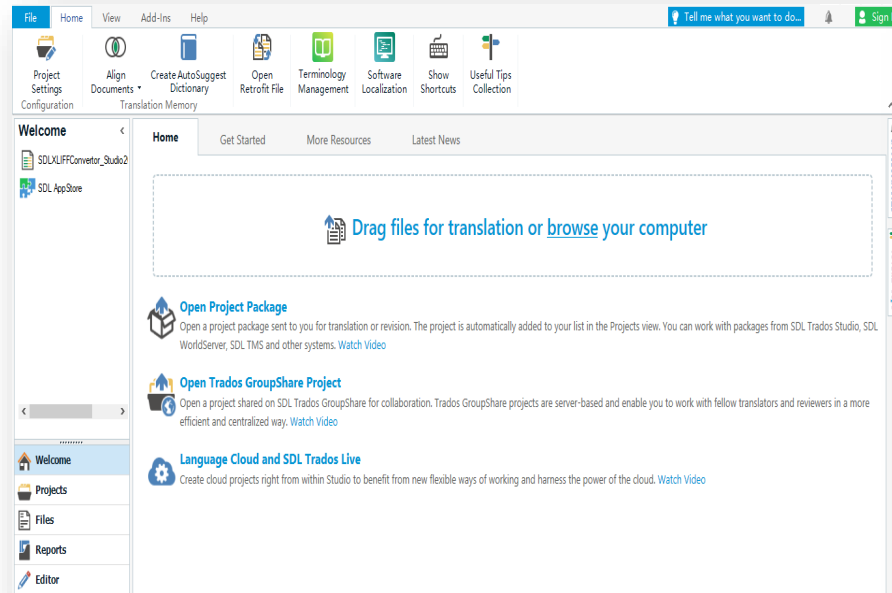 File Home View Add-Ins Help Tell me what you want to do... Sign
Project Settings
Align Documents
Create AutoSuggest Dictionary
Open Retrofit File
Terminology Management
Software Localization
Show Shortcuts
Useful Tips Collection
Configuration Translation Memory
Welcome
SDLXLIFFConvertor_Studio2
SDL AppStore
Home Get Started More Resources Latest News
Drag files for translation or browse your computer
Open Project Package
Open a project package sent to you for translation or revision. The project is automatically added to your list in the Projects view. You can work with packages from SDL Trados Studio, SDL
WorldServer, SDL TMS and other systems. Watch Video
Open Trados GroupShare Project
Open a project shared on SDL Trados GroupShare for collaboration. Trados GroupShare projects are server-based and enable you to work with fellow translators and reviewers in a more
efficient and centralized way. Watch Video
Language Cloud and SDL Trados Live
Create cloud projects right from within Studio to benefit from new flexible ways of working and harness the power of the cloud. Watch Video
Welcome
Projects
Files
Reports
Editor